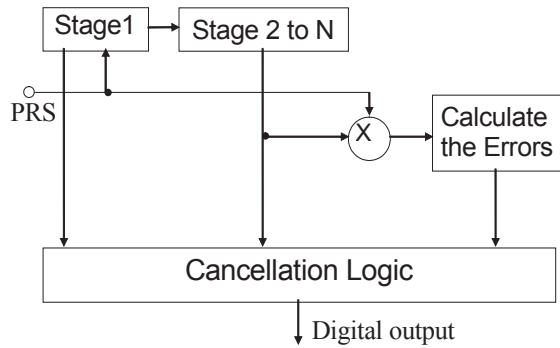 Stage1
Stage 2 to N
PRS
X
Calculate
the Errors
Cancellation Logic
Digital output